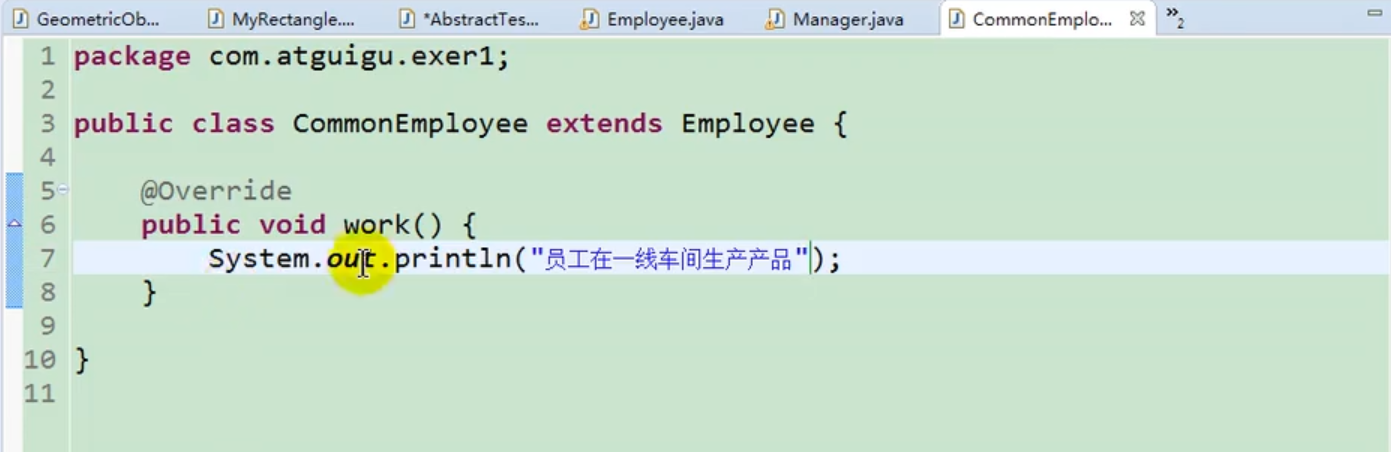 GeometricOb... MyRectangle.... *AbstractTes... Employee.java Manager.java CommonEmplo... »2
1 package com.atguigu.exer1;
2
3 public class CommonEmployee extends Employee {
4
5 @Override
6 public void work() {
7 System.out.println("员工在一线车间生产产品");
8 }
9
10 }
11